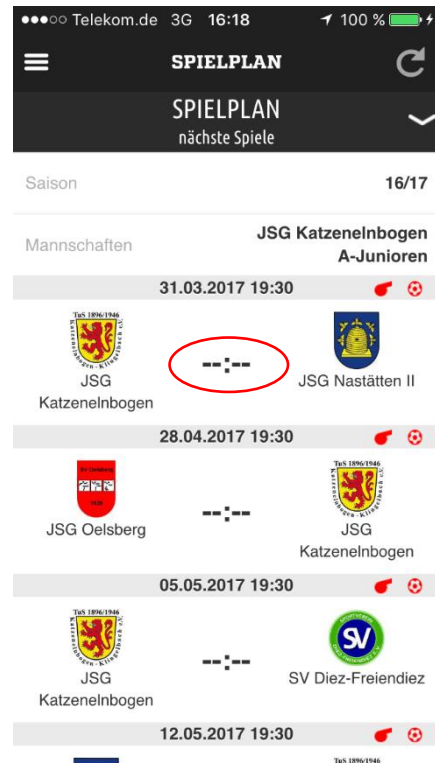 ●●●○○ Telekom.de 3G 16:18 100 %
SPIELPLAN
SPIELPLAN
nächste Spiele
Saison 16/17
Mannschaften JSG Katzenelnbogen
A-Junioren
31.03.2017 19:30
TuS 1896/1946
Katzenelnbogen-Klingelbach e.V.
--:--
JSG
Katzenelnbogen
JSG Nastätten II
28.04.2017 19:30
SV Oelsberg
1928
TuS 1896/1946
--:--
JSG Oelsberg
JSG
Katzenelnbogen
05.05.2017 19:30
TuS 1896/1946
SV
--:--
JSG
Katzenelnbogen
SV Diez-Freiendiez
12.05.2017 19:30
TuS 1896/1946